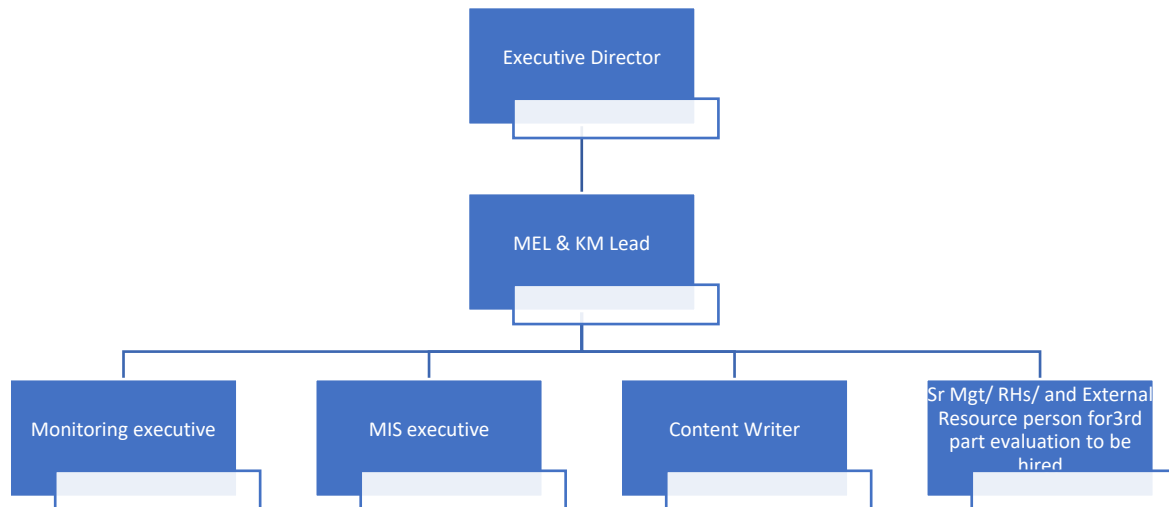 Executive Director
MEL & KM Lead
Monitoring executive
MIS executive
Content Writer
Sr Mgt/ RHs/ and External
Resource person for3rd
part evaluation to be
hired